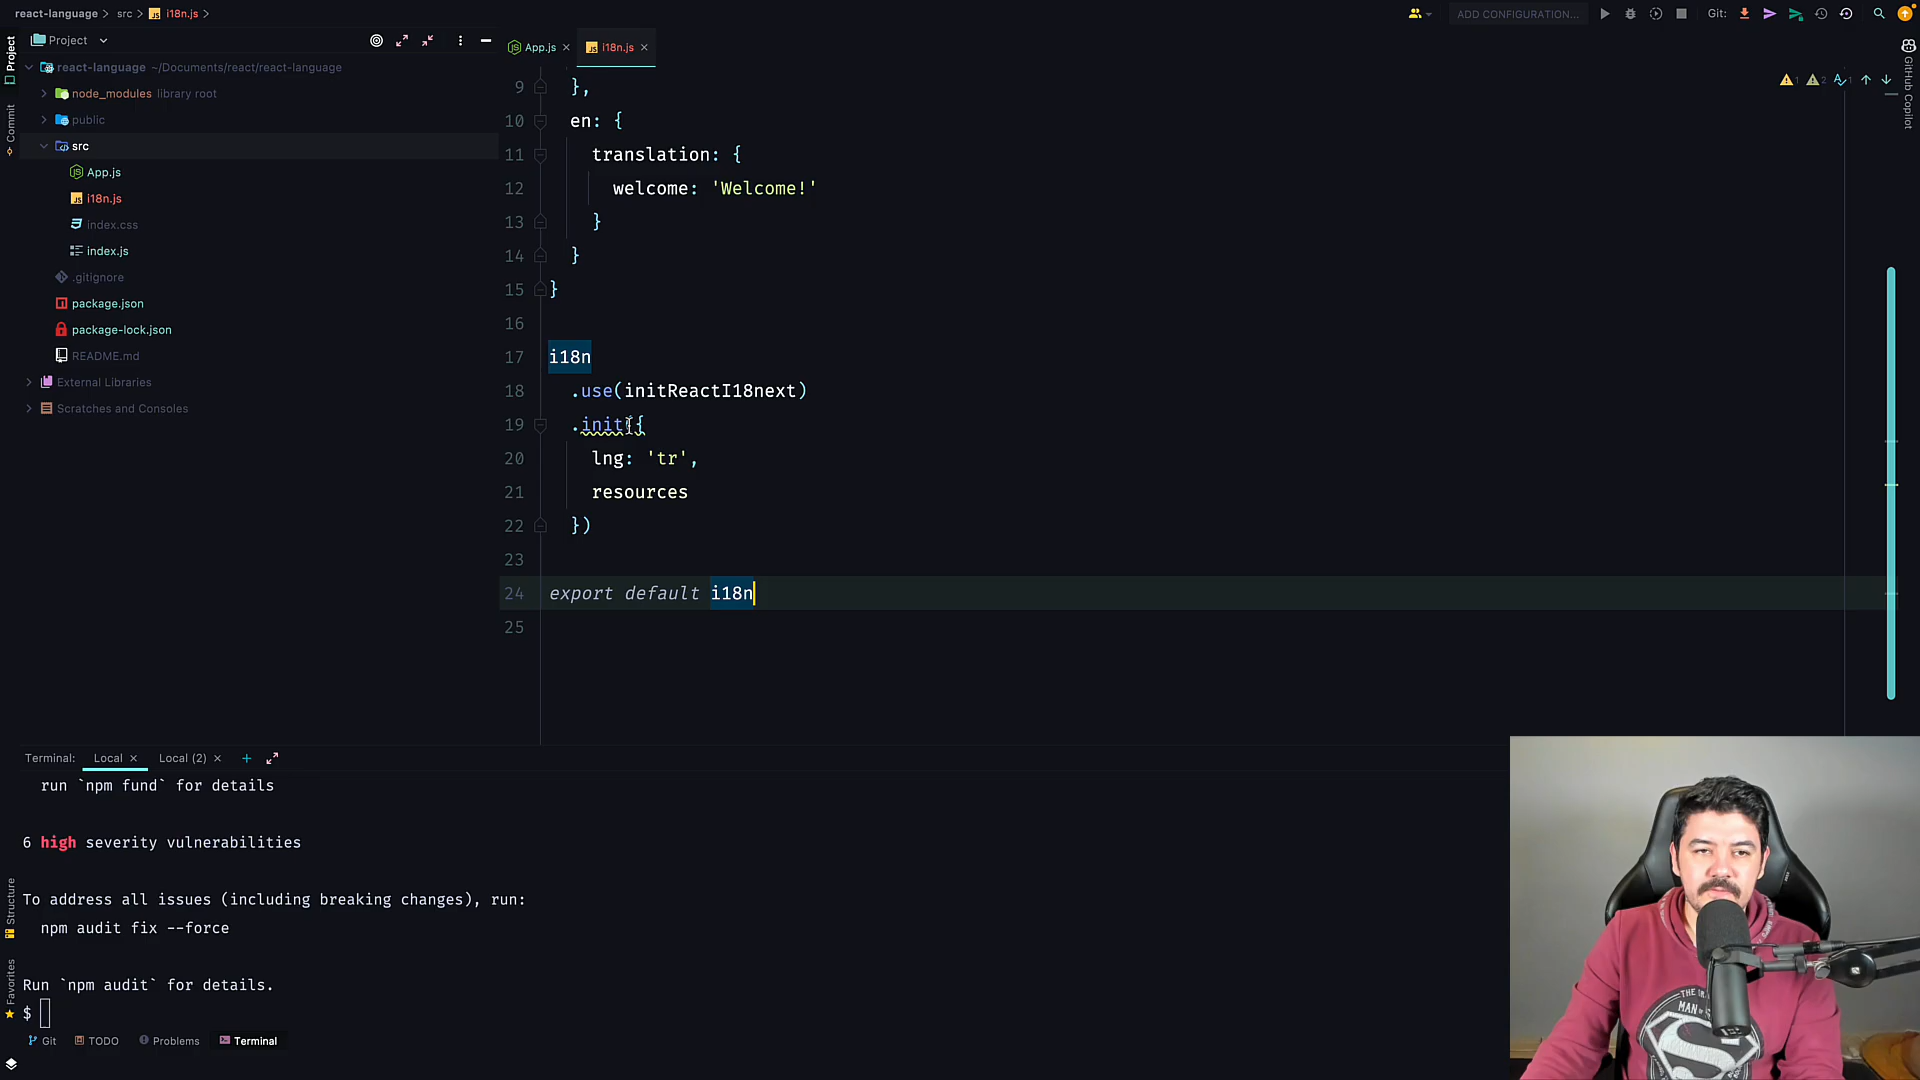 react-language > src > i18n.js >
ADD CONFIGURATION...
Git:
Project
App.js
i18n.js
react-language ~/Documents/react/react-language
node_modules library root
public
src
App.js
i18n.js
index.css
index.js
.gitignore
package.json
package-lock.json
README.md
External Libraries
Scratches and Consoles
Project
Commit
Structure
Favorites
GitHub Copilot
1 2 1
9 },
10 en: {
11 translation: {
12 welcome: 'Welcome!'
13 }
14 }
15 }
16
17 i18n
18 .use(initReactI18next)
19 .init({
20 lng: 'tr',
21 resources
22 })
23
24 export default i18n
25
Terminal: Local Local (2)
run `npm fund` for details
6 high severity vulnerabilities
To address all issues (including breaking changes), run:
npm audit fix --force
Run `npm audit` for details.
$
Git TODO Problems Terminal